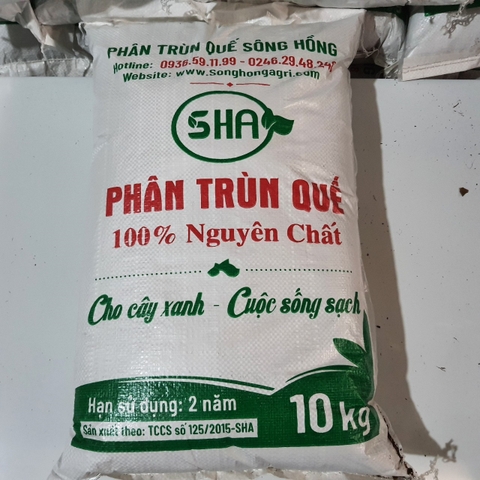 PHÂN TRÙN QUẾ SÔNG HỒNG
Hotline: 0936.59.11.99 - 0246.29.48.24
Website: www.songhongagri.com
SHA
PHÂN TRÙN QUẾ
100% Nguyên Chất
Cho cây xanh - Cuộc sống sạch
Hạn sử dụng: 2 năm
Sản xuất theo: TCCS số 125/2015-SHA
10 kg